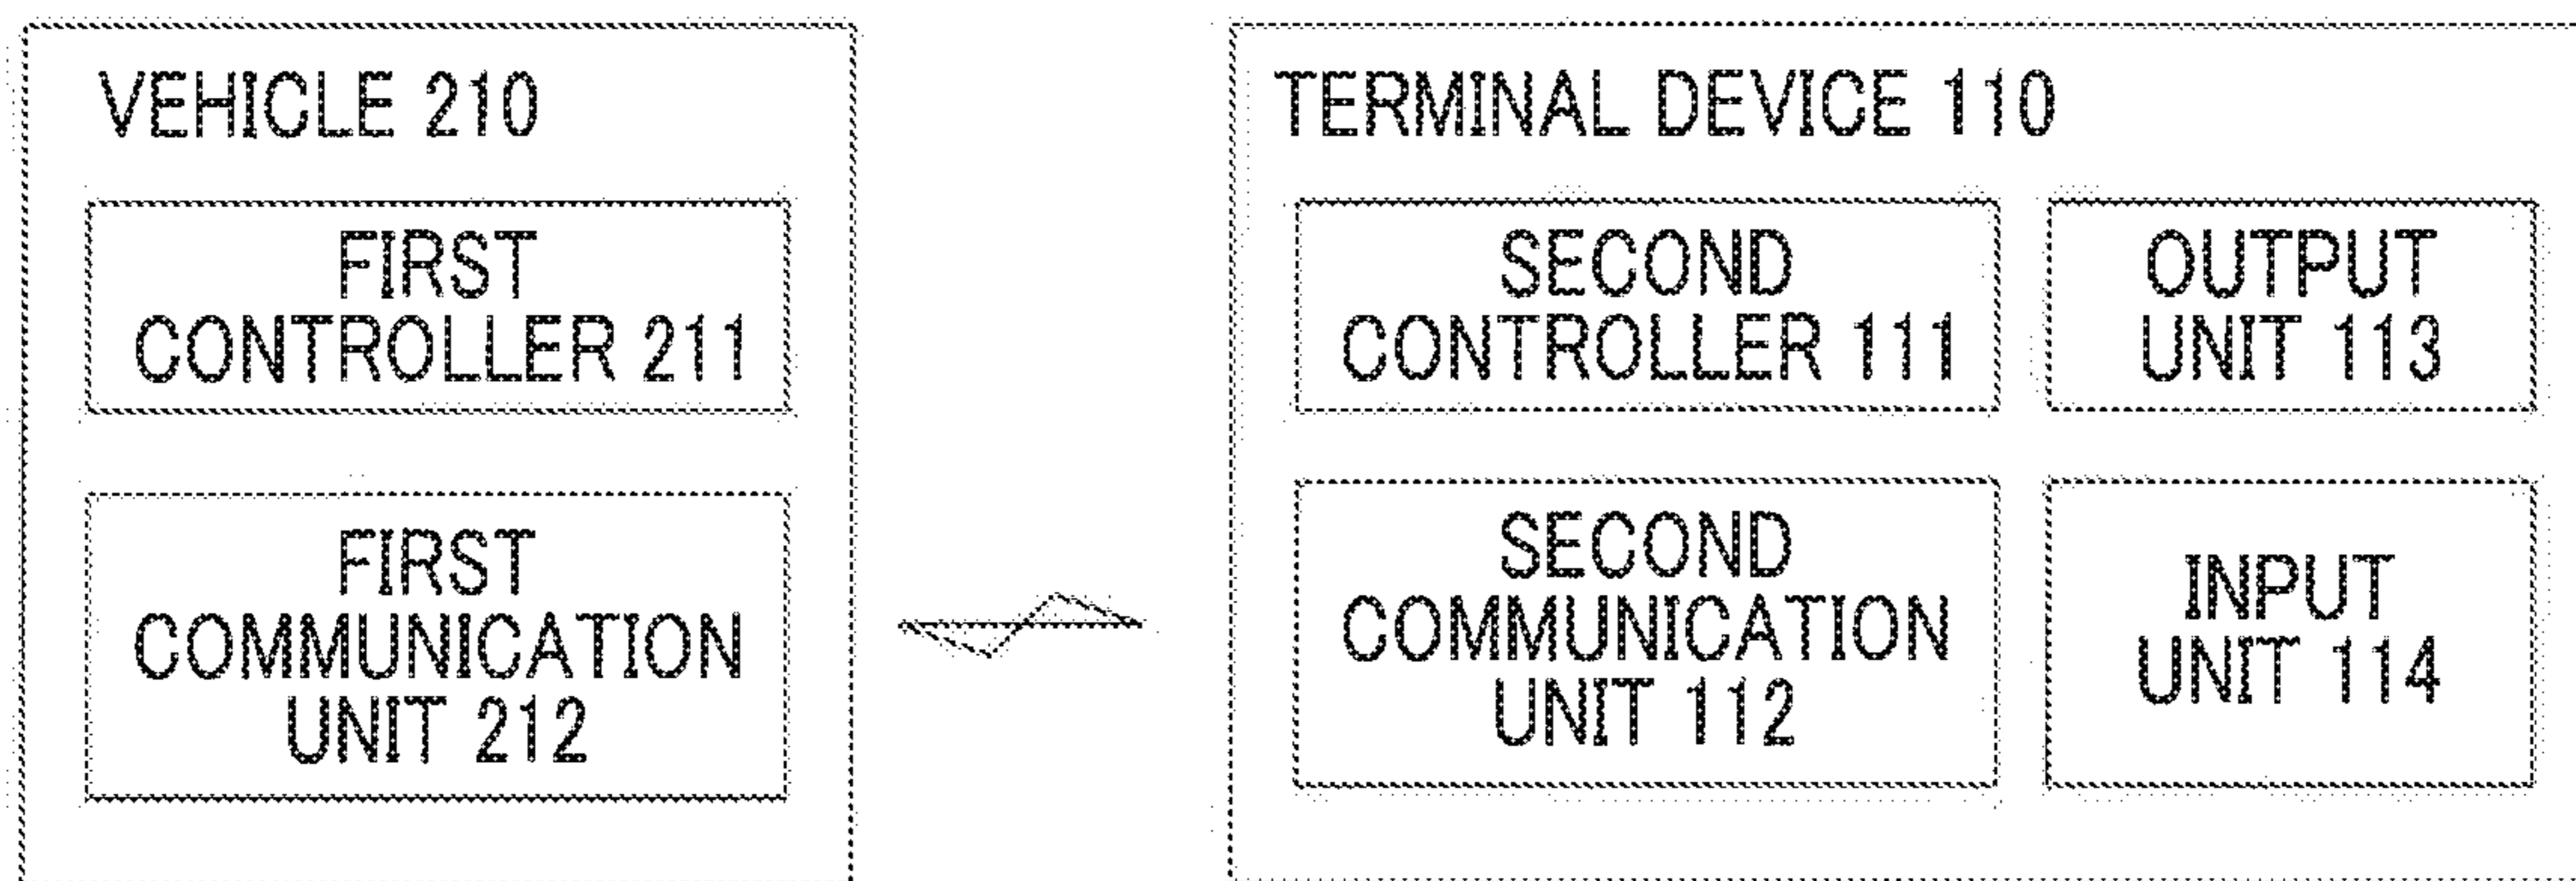 VEHICLE 210
FIRST
CONTROLLER 211
FIRST
COMMUNICATION
UNIT 212
TERMINAL DEVICE 110
SECOND
CONTROLLER 111
OUTPUT
UNIT 113
SECOND
COMMUNICATION
UNIT 112
INPUT
UNIT 114